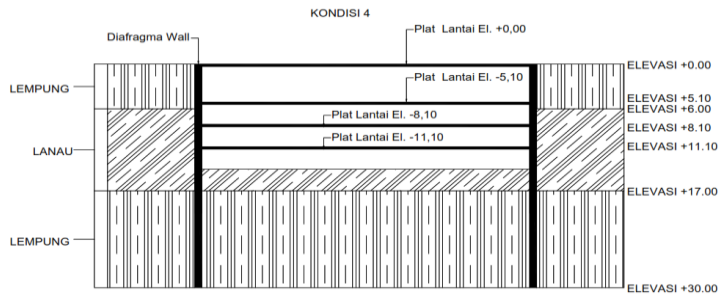 KONDISI 4
Diafragma Wall
Plat Lantai El. +0,00
ELEVASI +0.00
LEMPUNG
Plat Lantai El. -5,10
ELEVASI +5.10
ELEVASI +6.00
Plat Lantai El. -8,10
ELEVASI +8.10
Plat Lantai El. -11,10
ELEVASI +11.10
LANAU
ELEVASI +17.00
LEMPUNG
ELEVASI +30.00